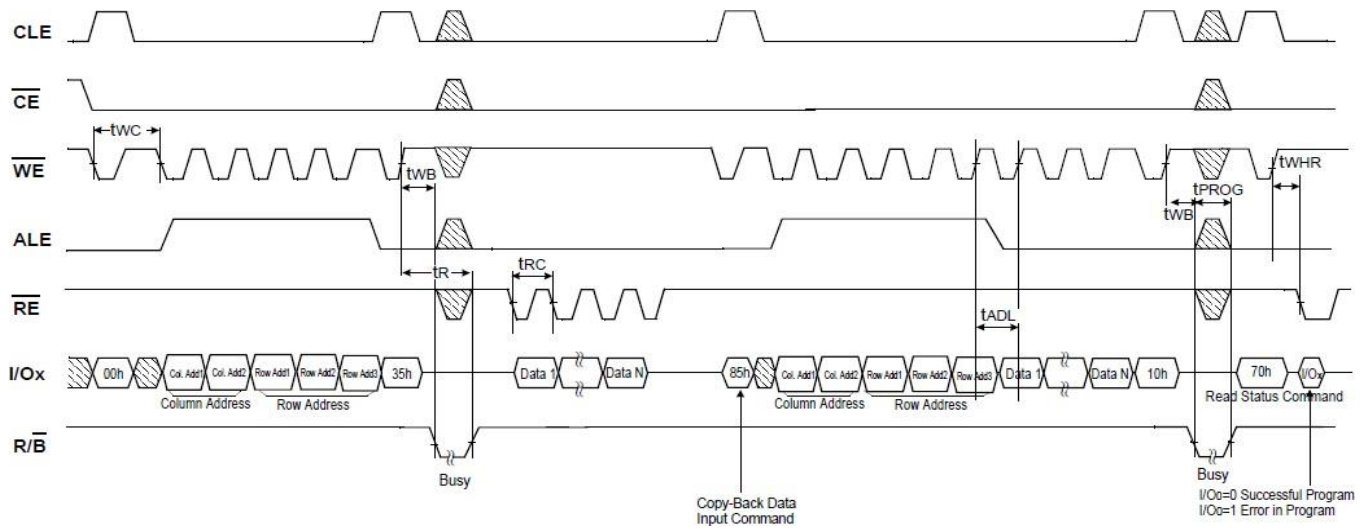 CLE
CE
tWC
WE
tWB
tPROG
tWHR
tWB
ALE
tR
tRC
RE
tADL
I/Ox
00h
Col. Add1
Col. Add2
Row Add1
Row Add2
Row Add3
35h
Data 1
Data N
85h
Col. Add1
Col. Add2
Row Add1
Row Add2
Row Add3
Data 1
Data N
10h
70h
I/Ox
Column Address
Row Address
Column Address
Row Address
Read Status Command
R/B
Busy
Busy
Copy-Back Data
Input Command
I/O0=0 Successful Program
I/O0=1 Error in Program